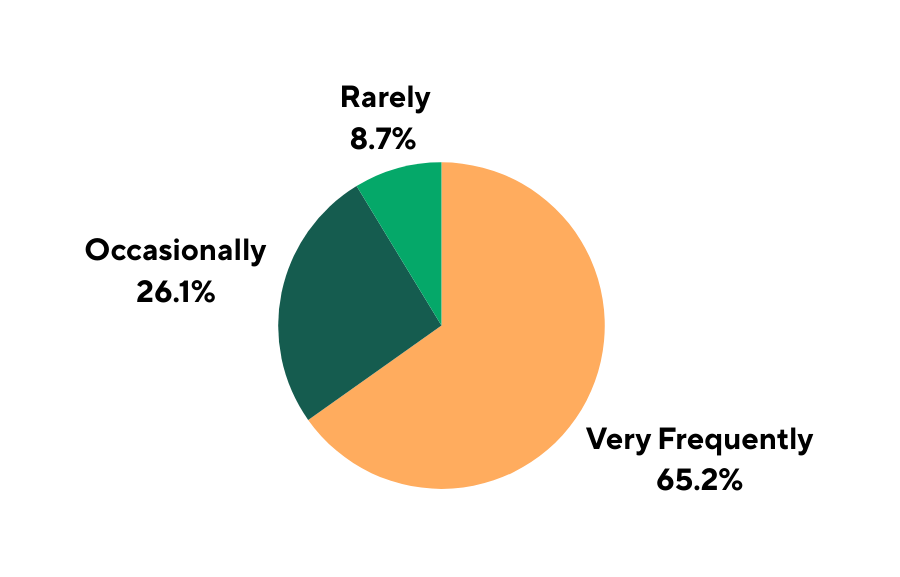 Rarely
8.7%
Occasionally
26.1%
Very Frequently
65.2%